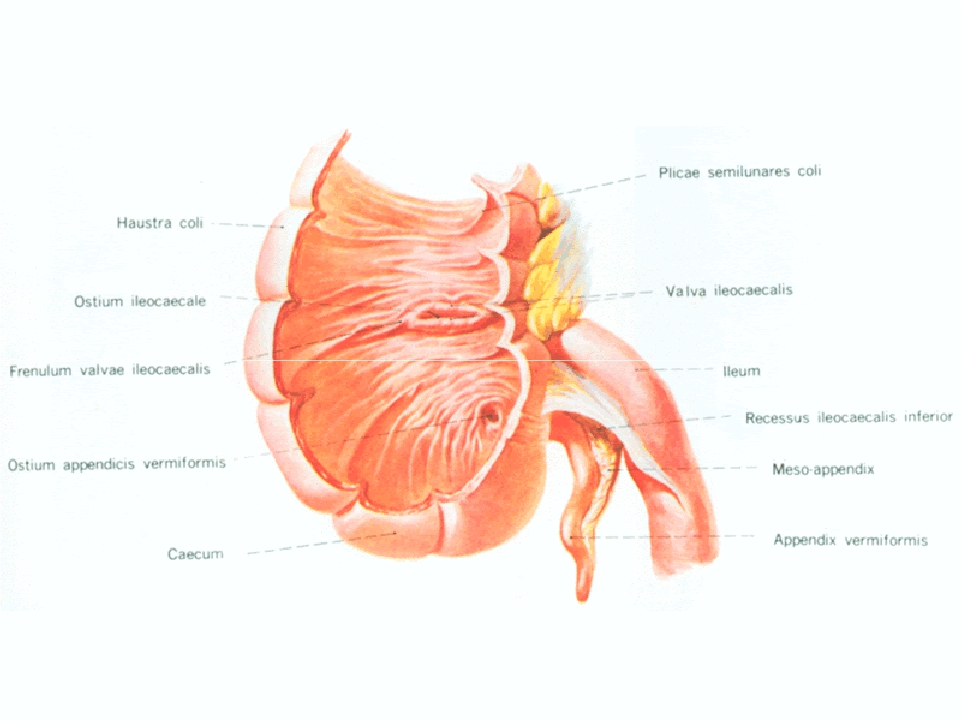 Plicae semilunares coli
Haustra coli
Valva ileocaecalis
Ostium ileocaecale
Frenulum valvae ileocaecalis
Ileum
Recessus ileocaecalis inferior
Ostium appendicis vermiformis
Meso-appendix
Appendix vermiformis
Caecum